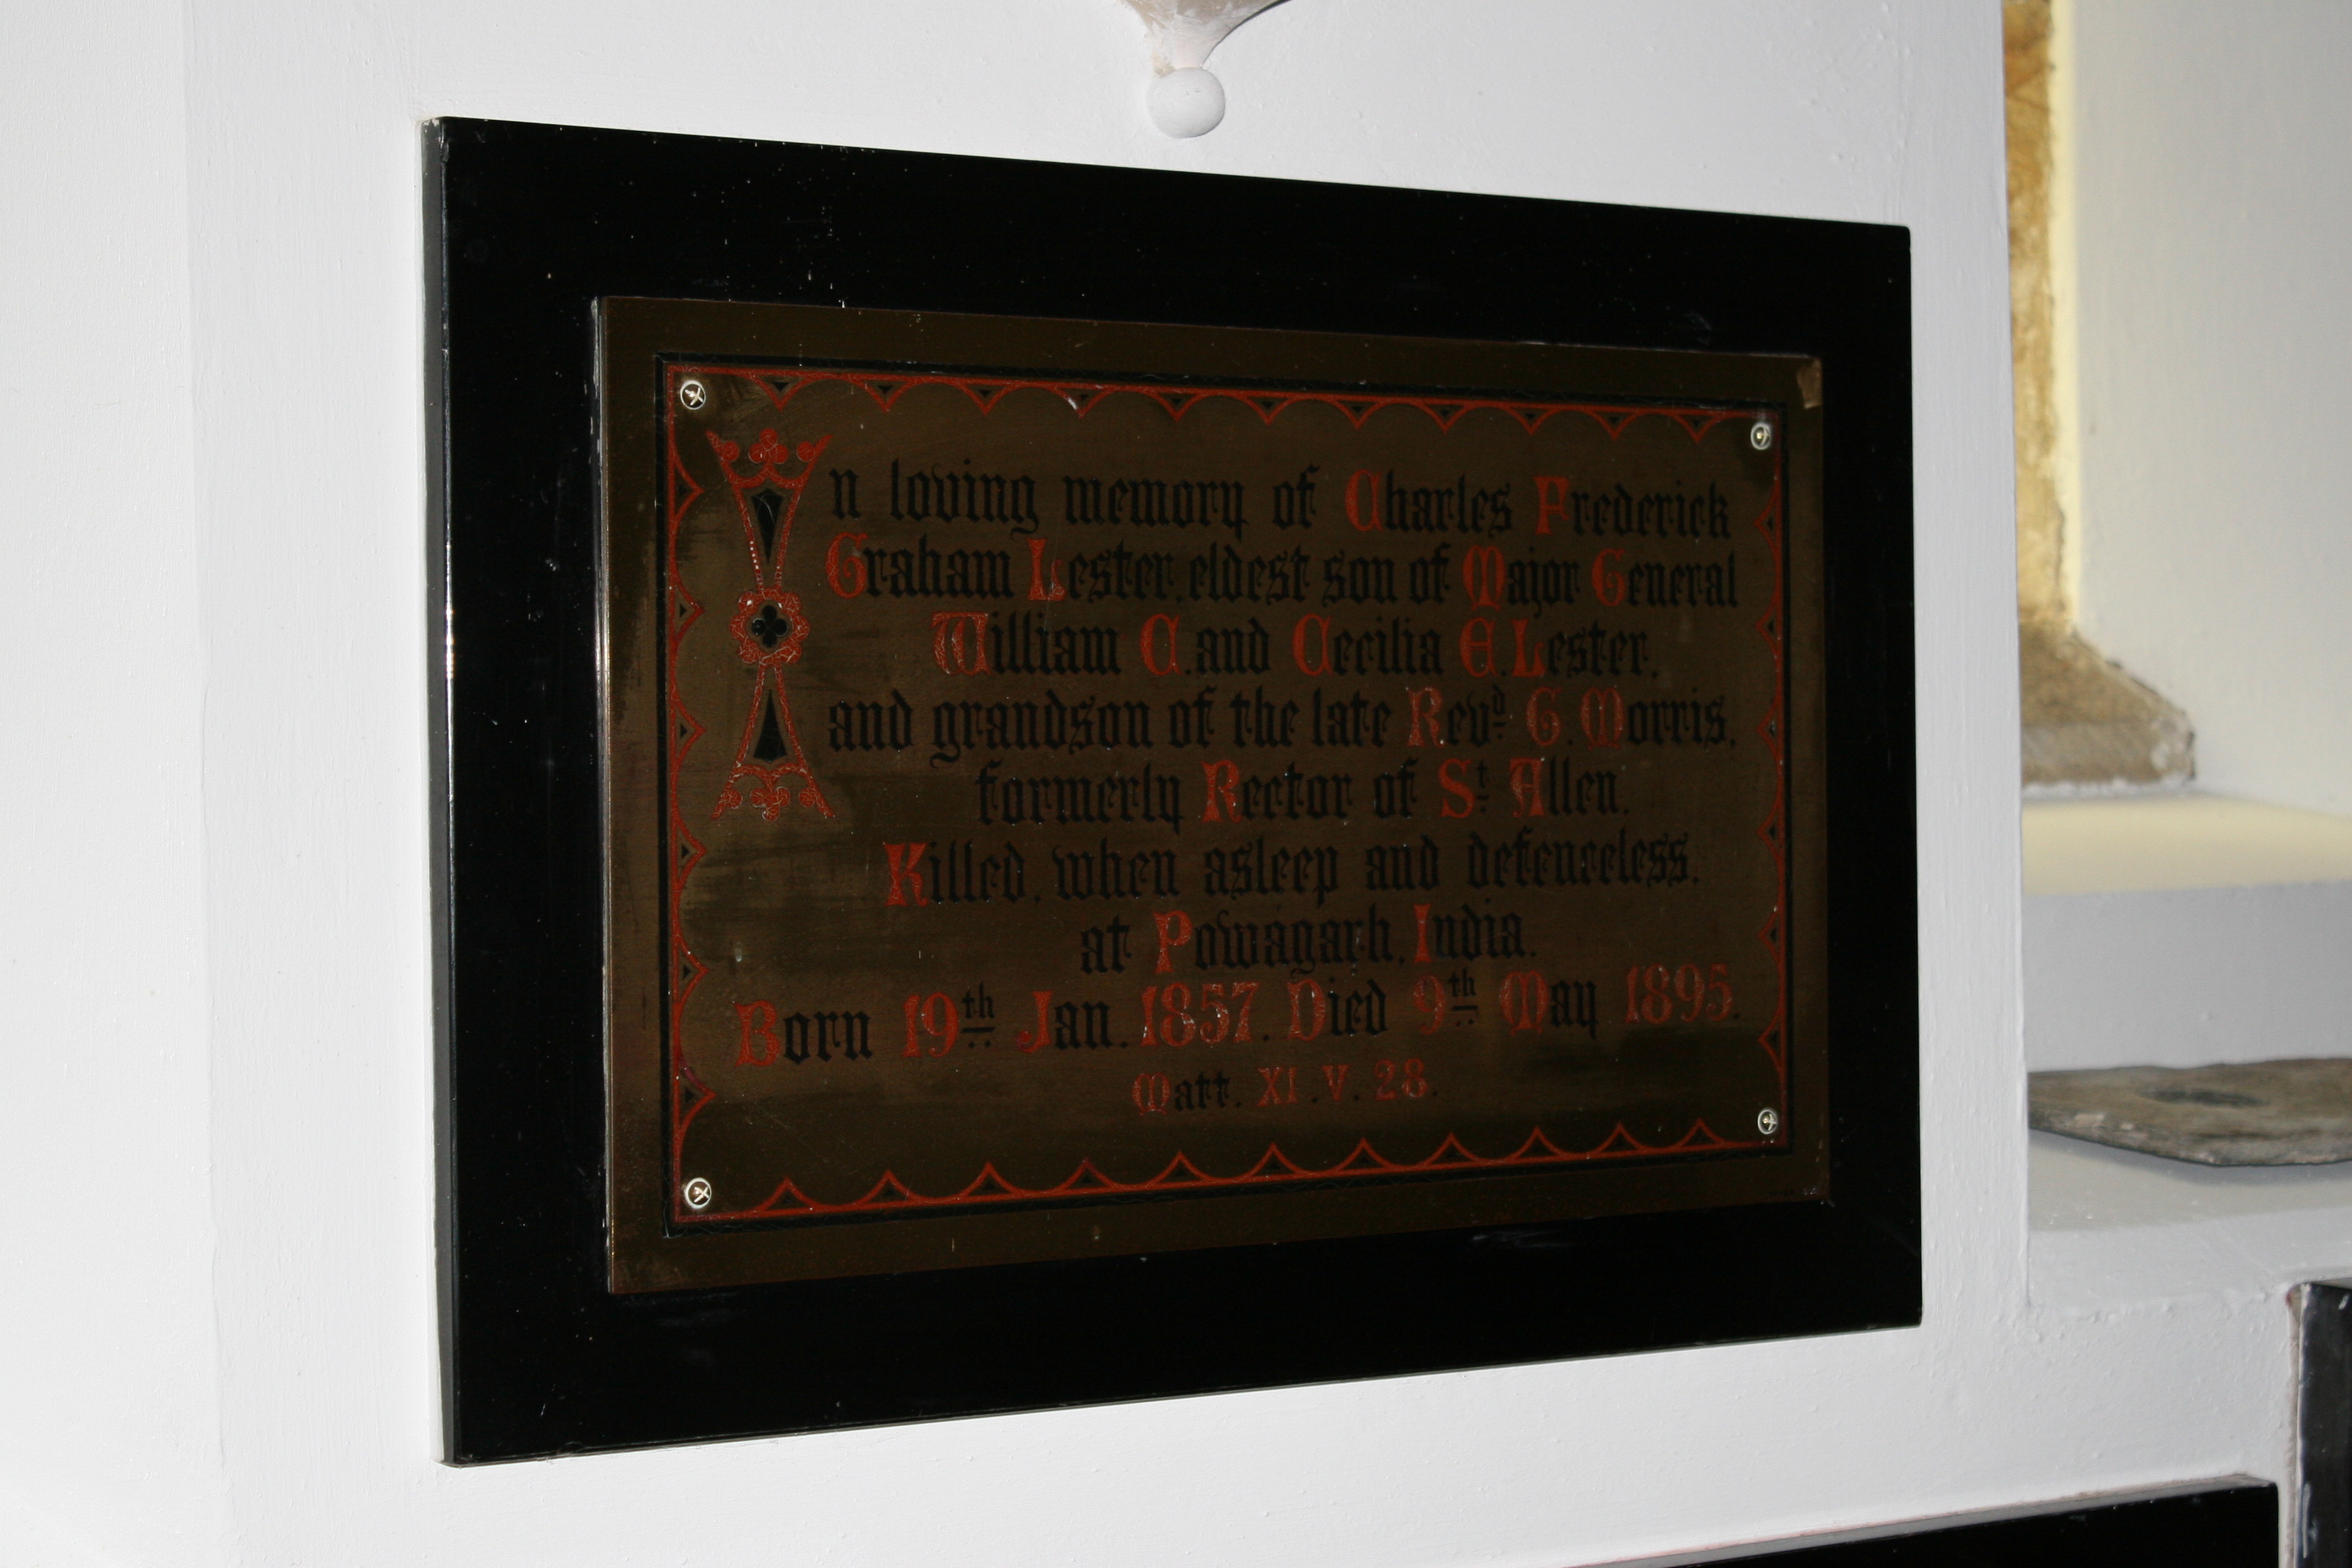 In loving memory of Charles Frederick
Graham Lester, eldest son of Major General
William C. and Cecilia E. Lester,
and grandson of the late Revd. G. Morris,
formerly Rector of St. Allen.
Killed, when asleep and defenceless,
at Powágarh, India.
Born 19th Jan. 1857. Died 9th May 1895.
Matt. XI. V. 28.